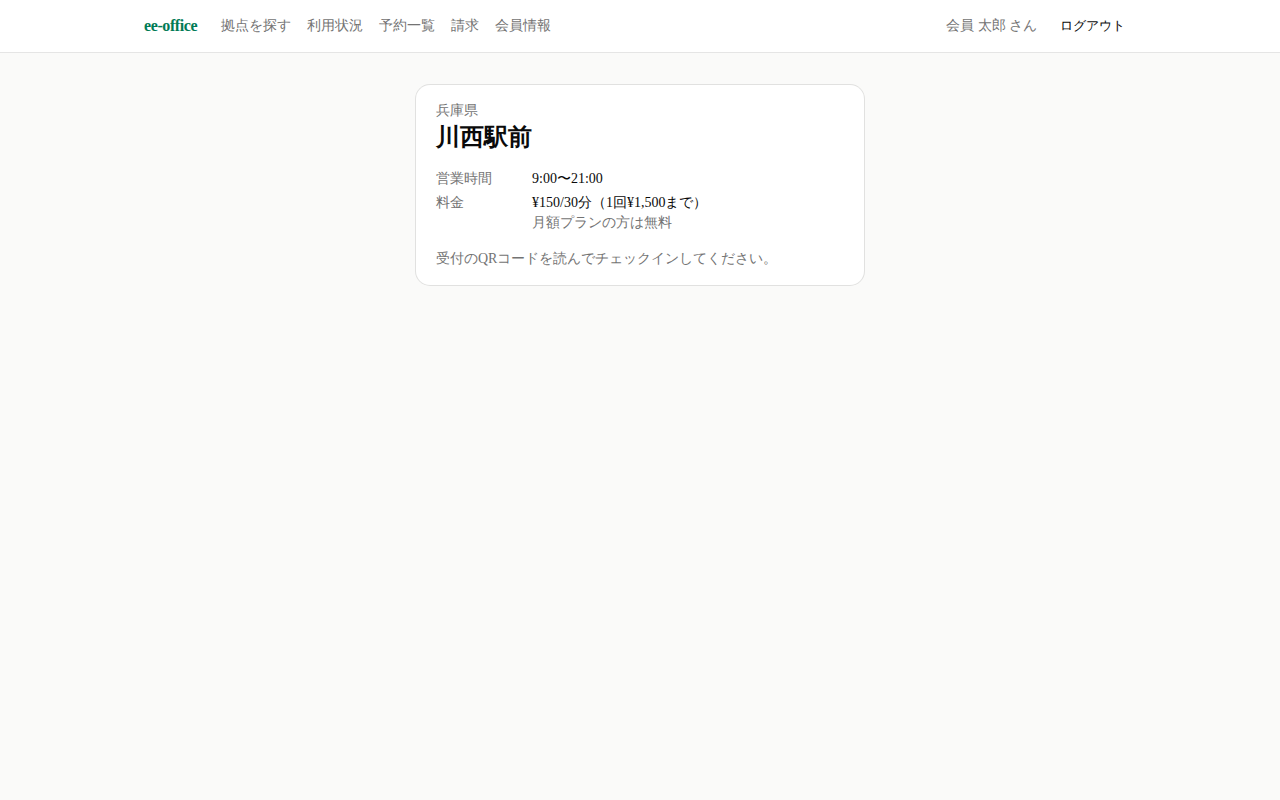 ee-office 拠点を探す 利用状況 予約一覧 請求 会員情報 会員 太郎 さん ログアウト
兵庫県
川西駅前
営業時間 9:00〜21:00
料金 ¥150/30分（1回¥1,500まで）
月額プランの方は無料
受付のQRコードを読んでチェックインしてください。